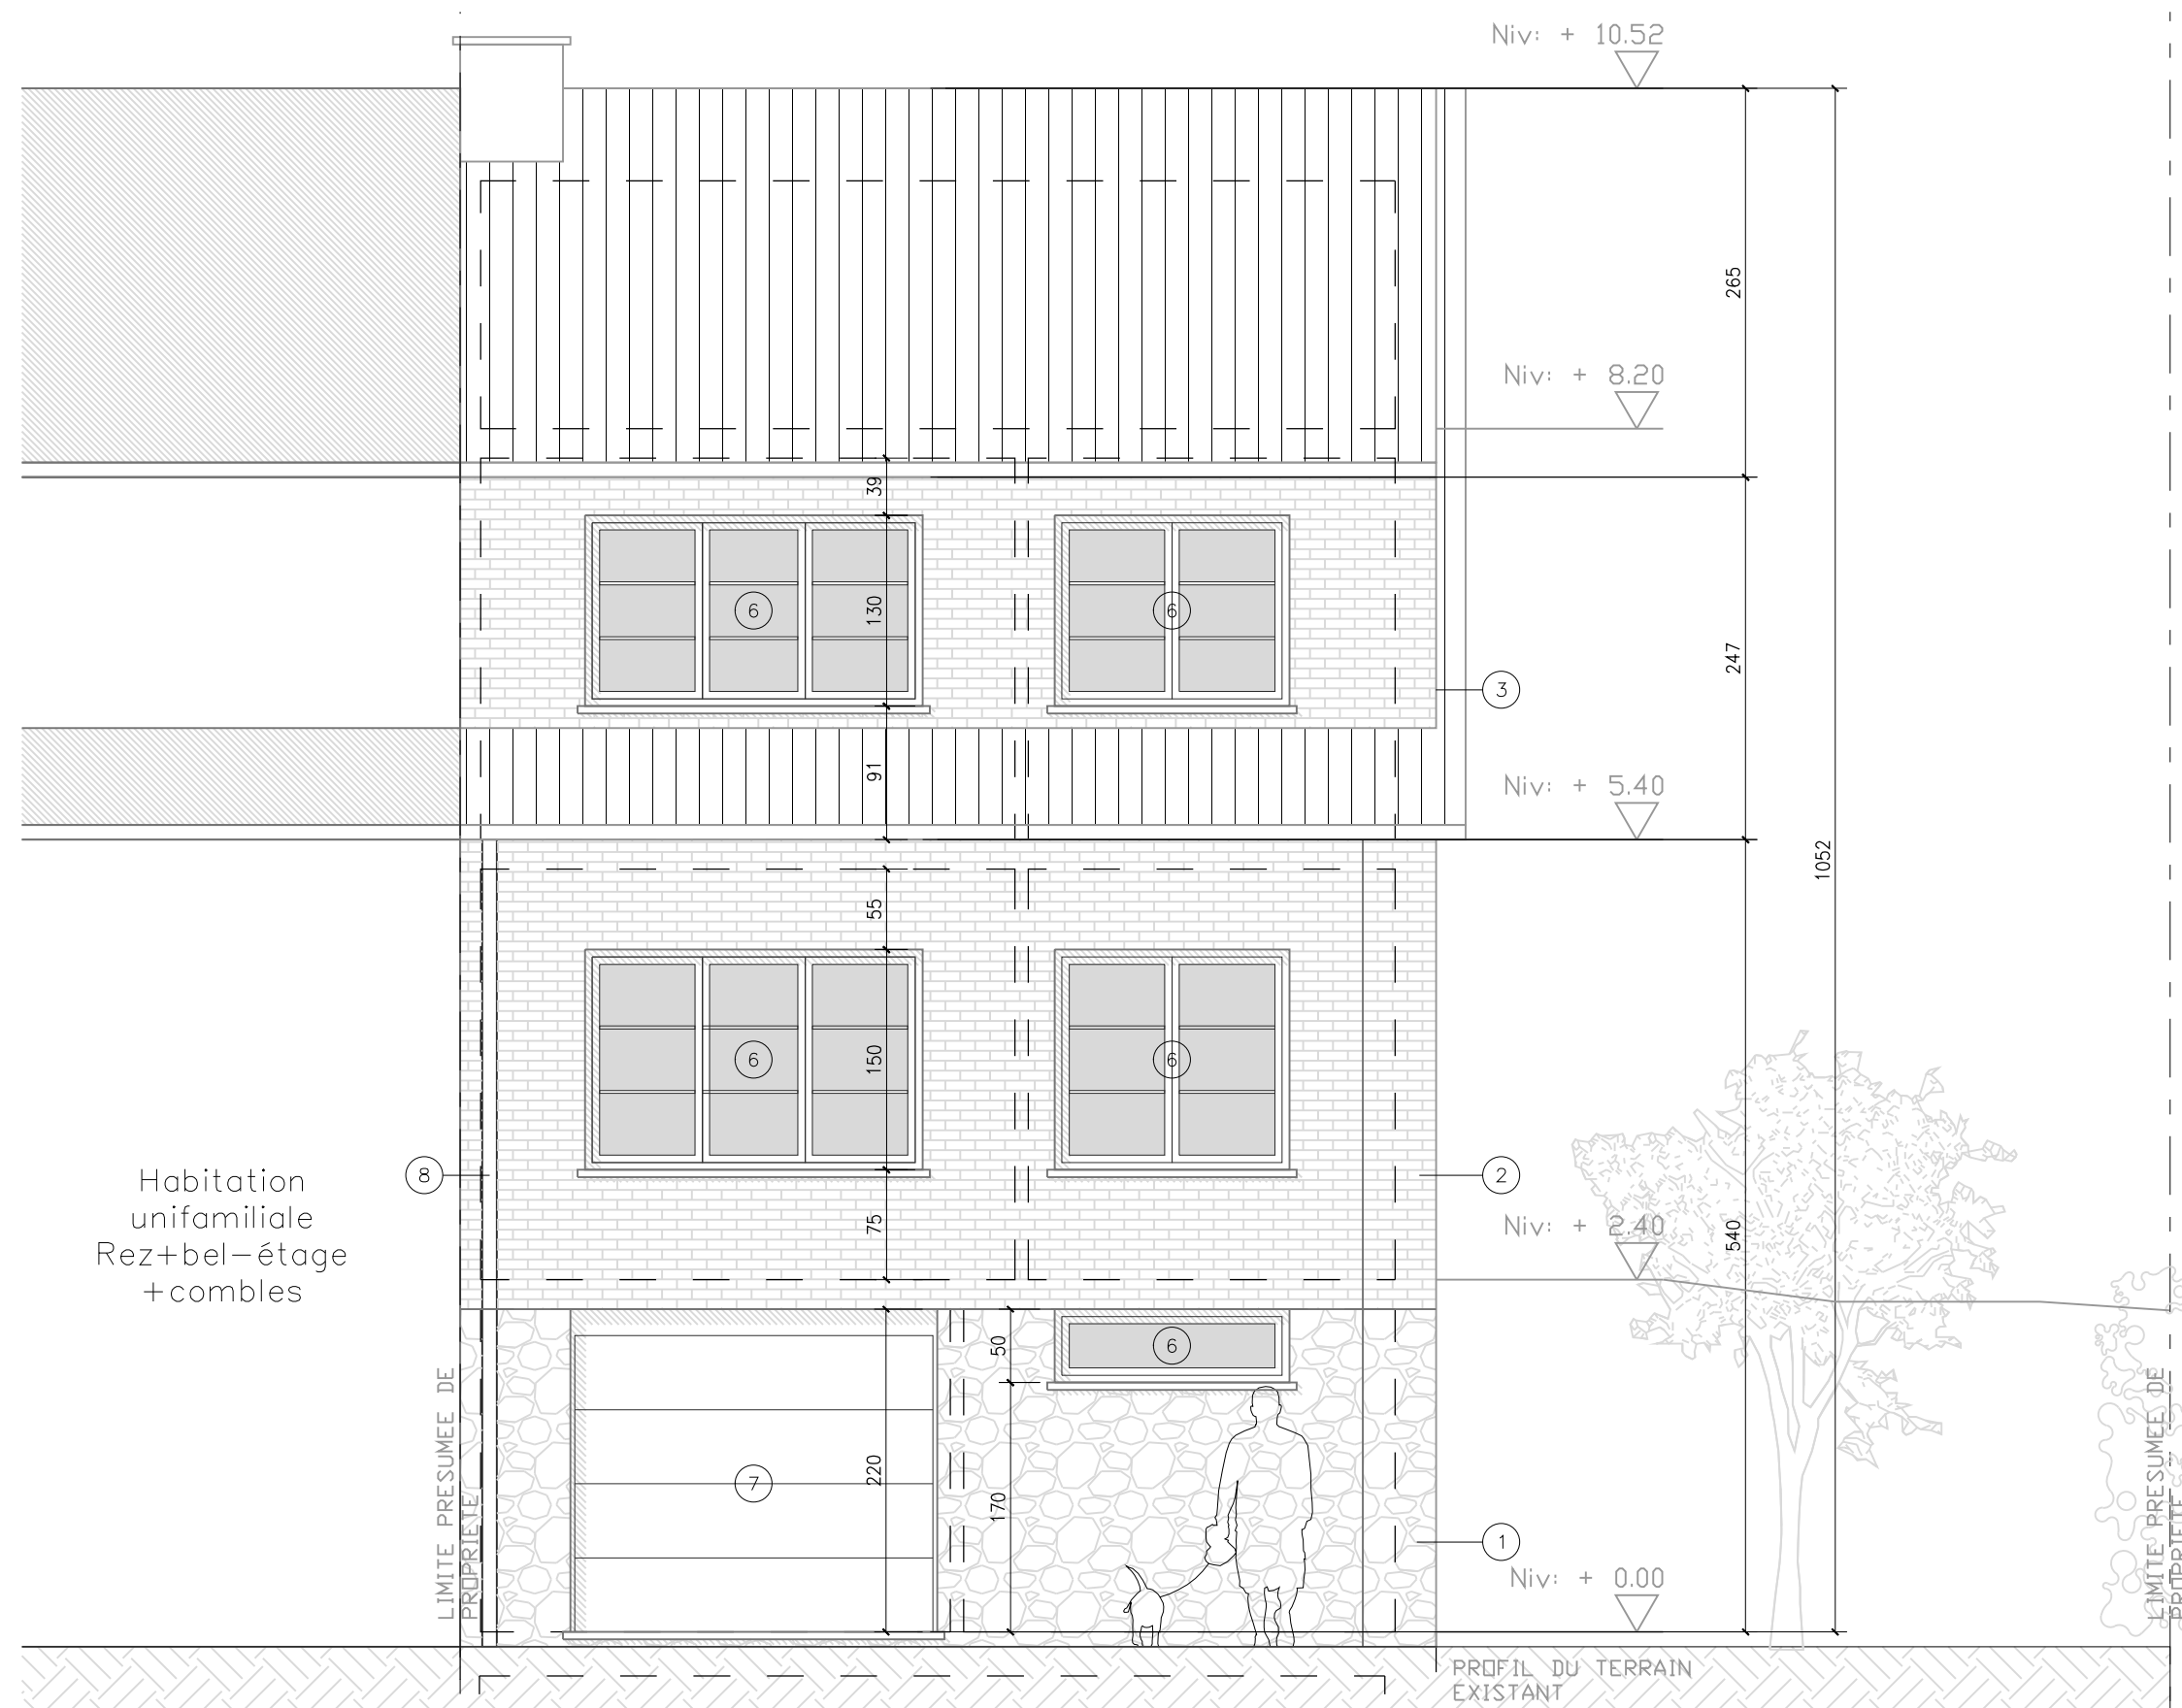 Niv: + 10.52
265
Niv: + 8.20
39
6
130
6
3
247
91
Niv: + 5.40
1052
55
6
150
6
8
2
Habitation
unifamiliale
Rez+bel-étage
+combles
75
Niv: + 2.40
540
50
6
LIMITE PRESUMEE DE
PROPRIETE
7
220
170
1
Niv: + 0.00
LIMITE PRESUMEE DE
PROPRIETE
PROFIL DU TERRAIN
EXISTANT